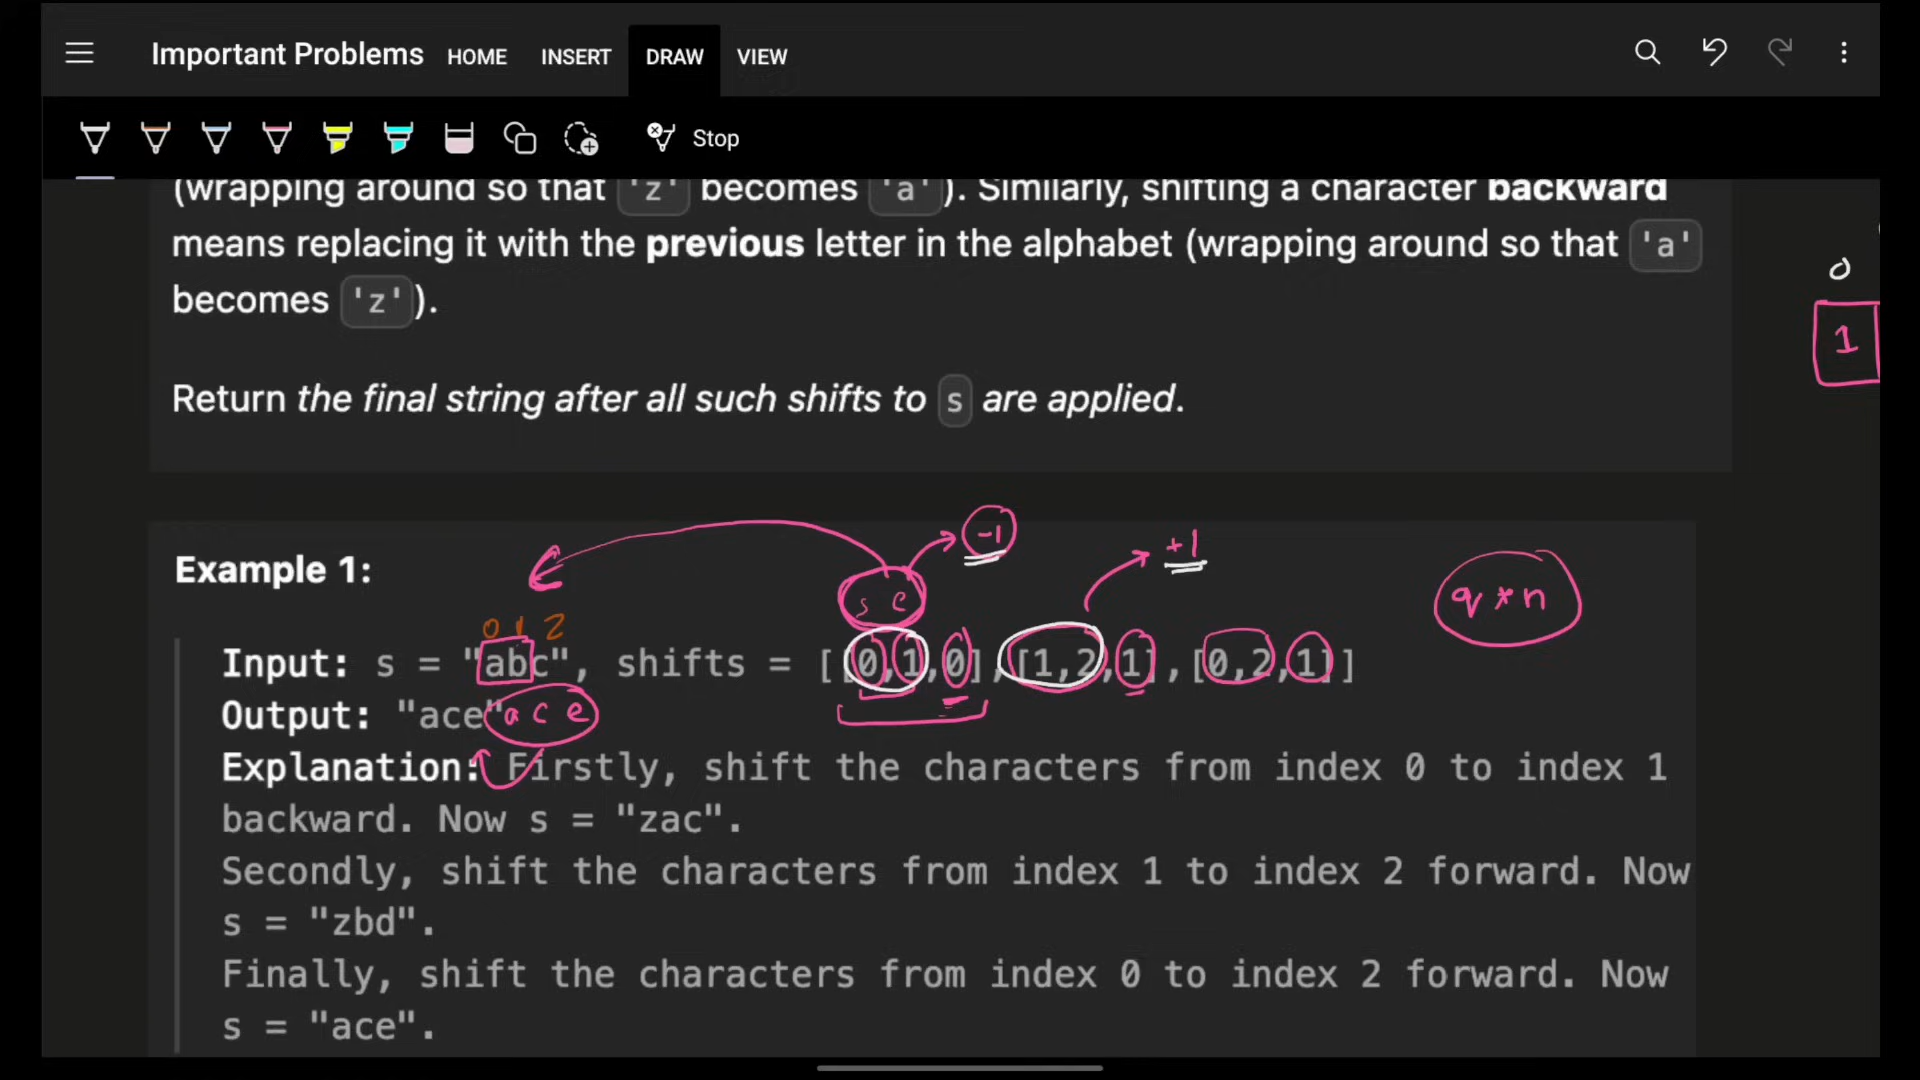 Important Problems HOME INSERT DRAW VIEW
Stop
(wrapping around so that 'z' becomes 'a'). Similarly, shifting a character backward
means replacing it with the previous letter in the alphabet (wrapping around so that 'a'
becomes 'z').
0
1
Return the final string after all such shifts to s are applied.
-1
+1
Example 1:
s e
q * n
0 1 2
Input: s = "abc", shifts = [[0,1,0],[1,2,1],[0,2,1]]
Output: "ace"
a c e
Explanation: Firstly, shift the characters from index 0 to index 1
backward. Now s = "zac".
Secondly, shift the characters from index 1 to index 2 forward. Now
s = "zbd".
Finally, shift the characters from index 0 to index 2 forward. Now
s = "ace".